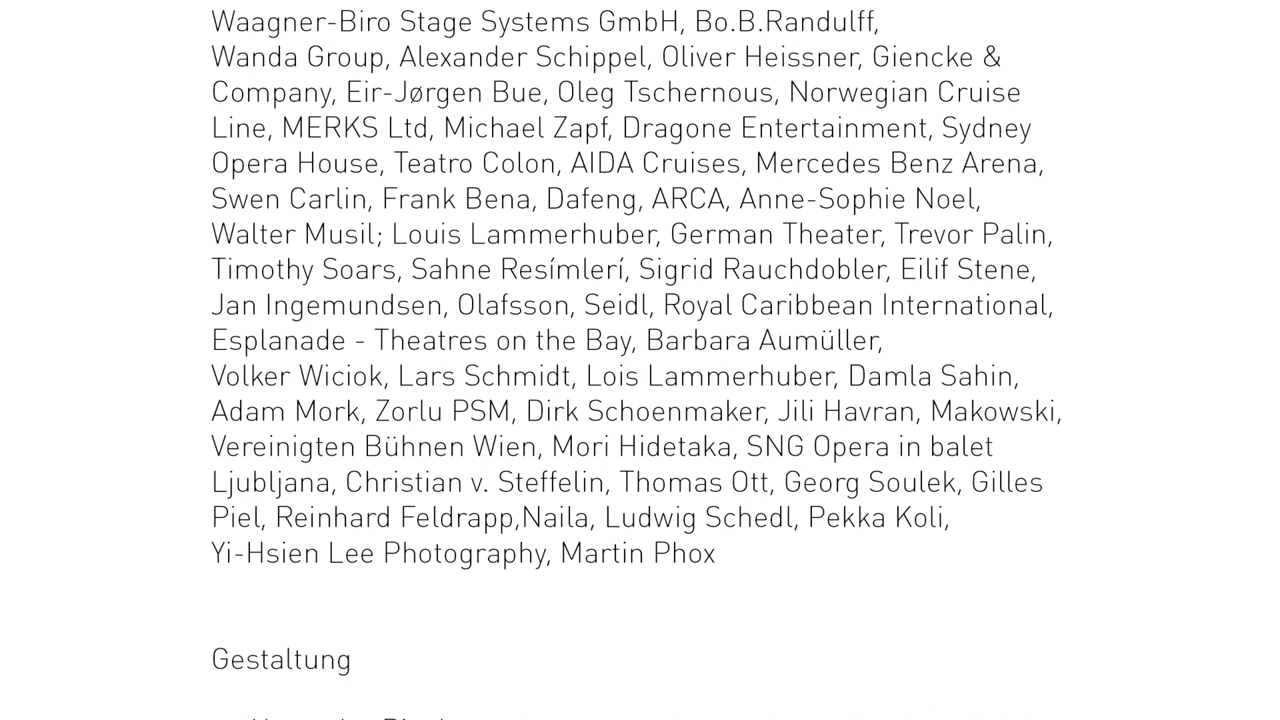 Waagner-Biro Stage Systems GmbH, Bo.B.Randulff,
Wanda Group, Alexander Schippel, Oliver Heissner, Giencke &
Company, Eir-Jørgen Bue, Oleg Tschernous, Norwegian Cruise
Line, MERKS Ltd, Michael Zapf, Dragone Entertainment, Sydney
Opera House, Teatro Colon, AIDA Cruises, Mercedes Benz Arena,
Swen Carlin, Frank Bena, Dafeng, ARCA, Anne-Sophie Noel,
Walter Musil; Louis Lammerhuber, German Theater, Trevor Palin,
Timothy Soars, Sahne Resímlerí, Sigrid Rauchdobler, Eilif Stene,
Jan Ingemundsen, Olafsson, Seidl, Royal Caribbean International,
Esplanade - Theatres on the Bay, Barbara Aumüller,
Volker Wiciok, Lars Schmidt, Lois Lammerhuber, Damla Sahin,
Adam Mork, Zorlu PSM, Dirk Schoenmaker, Jili Havran, Makowski,
Vereinigten Bühnen Wien, Mori Hidetaka, SNG Opera in balet
Ljubljana, Christian v. Steffelin, Thomas Ott, Georg Soulek, Gilles
Piel, Reinhard Feldrapp,Naila, Ludwig Schedl, Pekka Koli,
Yi-Hsien Lee Photography, Martin Phox
Gestaltung